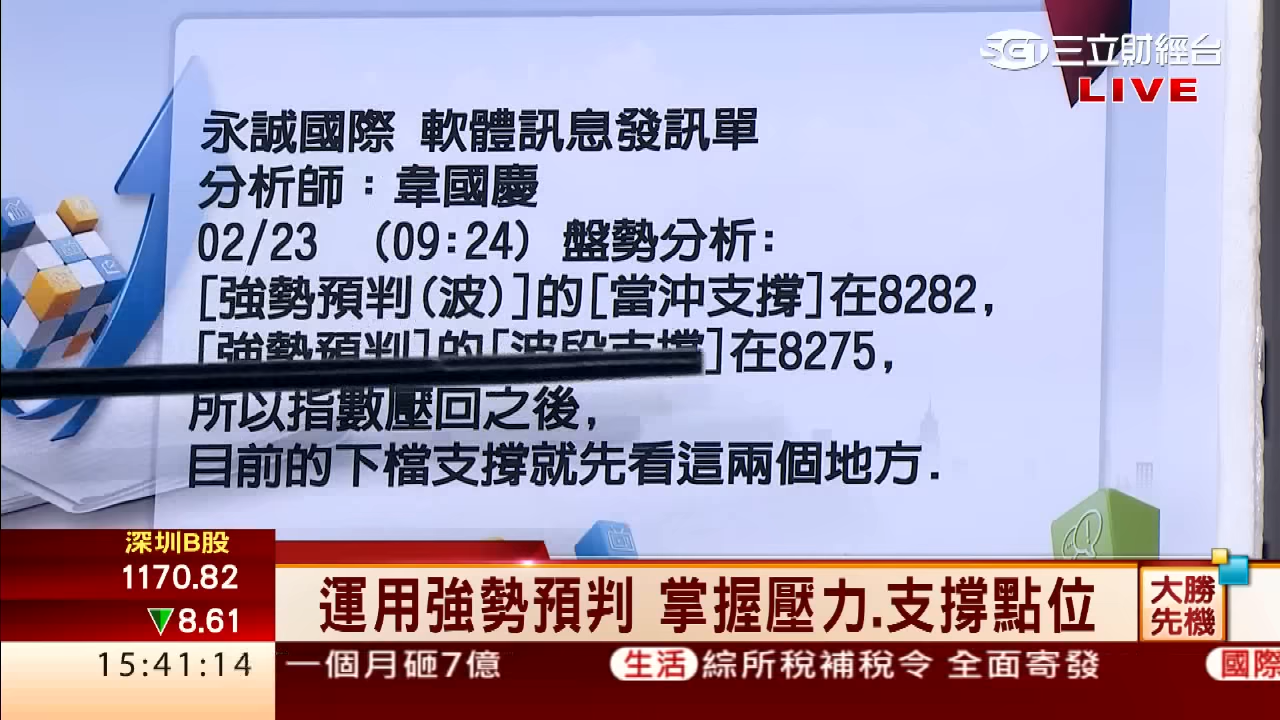 SET 三立財經台
LIVE
永誠國際 軟體訊息發訊單
分析師：韋國慶
02/23 (09:24) 盤勢分析:
[強勢預判(波)]的[當沖支撐]在8282,
[強勢預判]的[波段支撐]在8275,
所以指數壓回之後,
目前的下檔支撐就先看這兩個地方.
深圳B股
1170.82
▼8.61
運用強勢預判 掌握壓力.支撐點位
大勝
先機
15:41:14
一個月砸7億 生活 綜所稅補稅令 全面寄發 國際